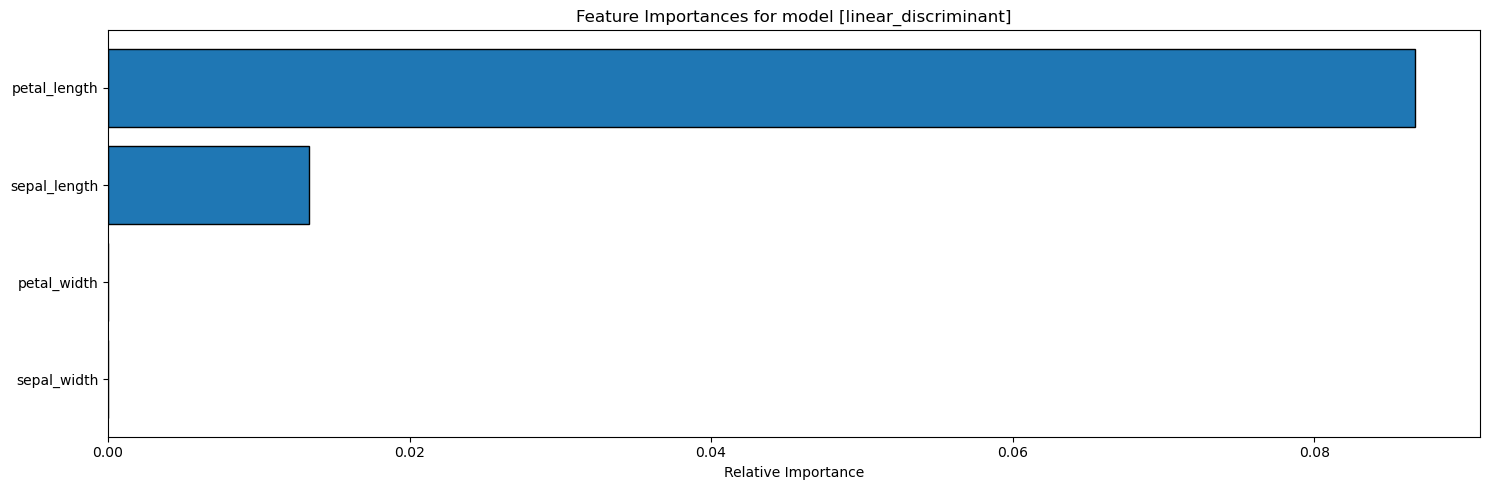 Feature Importances for model [linear_discriminant]
petal_length
sepal_length
petal_width
sepal_width
0.00 0.02 0.04 0.06 0.08
Relative Importance